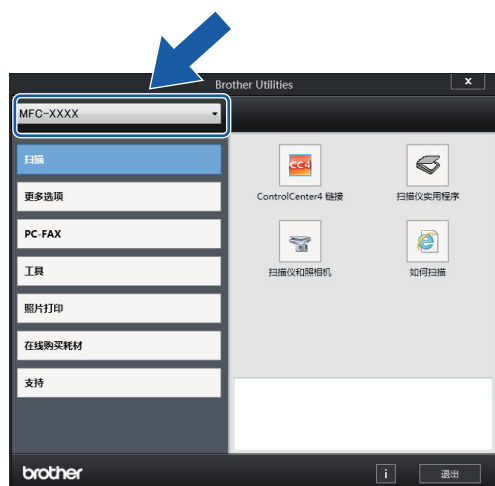 Brother Utilities
x
MFC-XXXX
扫描
更多选项
PC-FAX
工具
照片打印
在线购买耗材
支持
CC4
ControlCenter4 链接
扫描仪实用程序
扫描仪和照相机
如何扫描
brother
i
退出